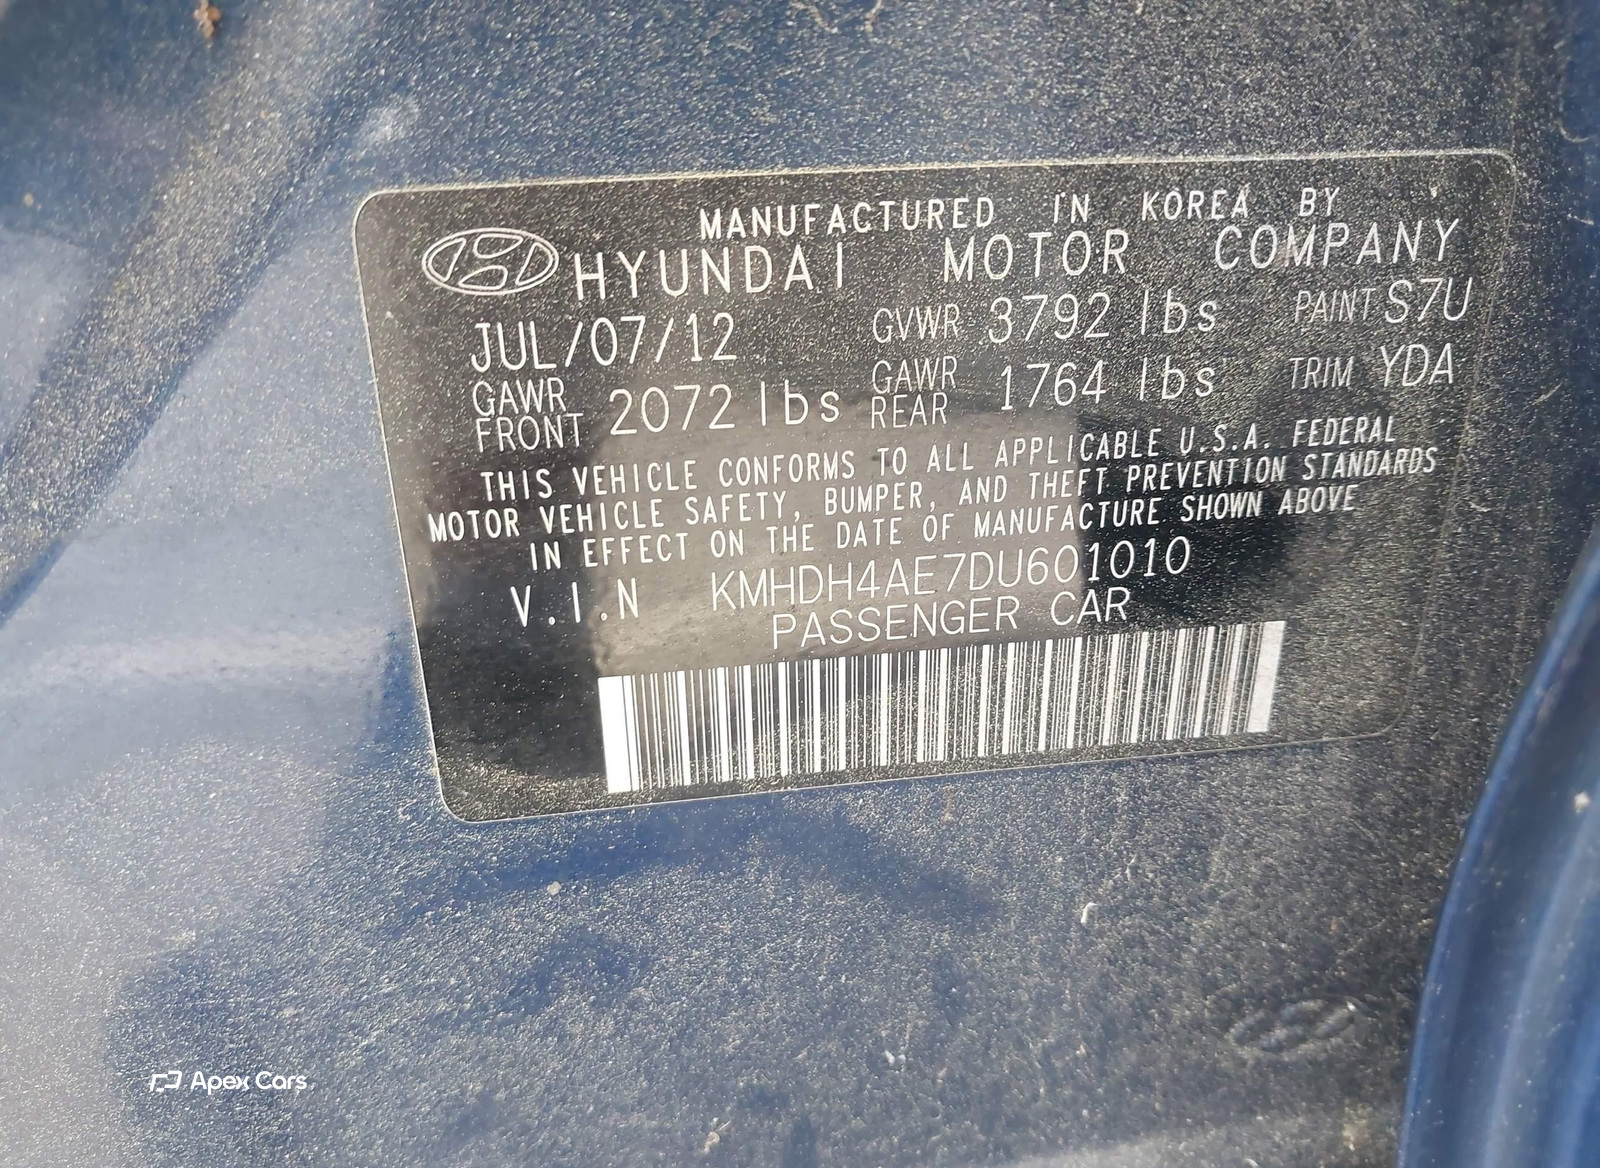 MANUFACTURED IN KOREA BY
HYUNDAI MOTOR COMPANY
JUL/07/12 GVWR 3792 lbs PAINT S7U
GAWR FRONT 2072 lbs GAWR REAR 1764 lbs TRIM YDA
THIS VEHICLE CONFORMS TO ALL APPLICABLE U.S.A. FEDERAL
MOTOR VEHICLE SAFETY, BUMPER, AND THEFT PREVENTION STANDARDS
IN EFFECT ON THE DATE OF MANUFACTURE SHOWN ABOVE
V.I.N KMHDH4AE7DU601010
PASSENGER CAR
Apex Cars